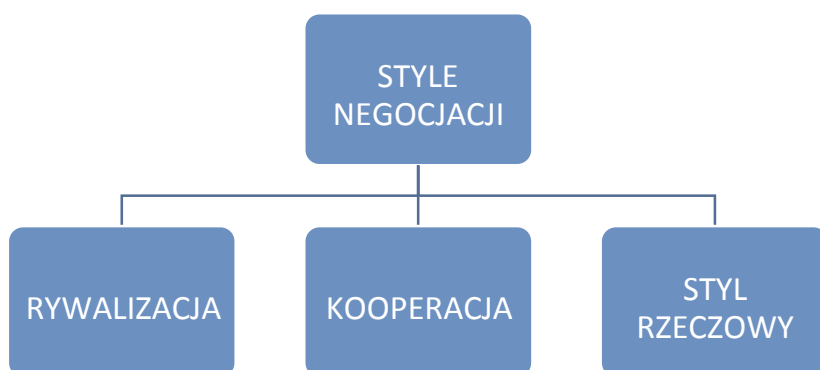 STYLE
NEGOCJACJI
RYWALIZACJA
KOOPERACJA
STYL
RZECZOWY